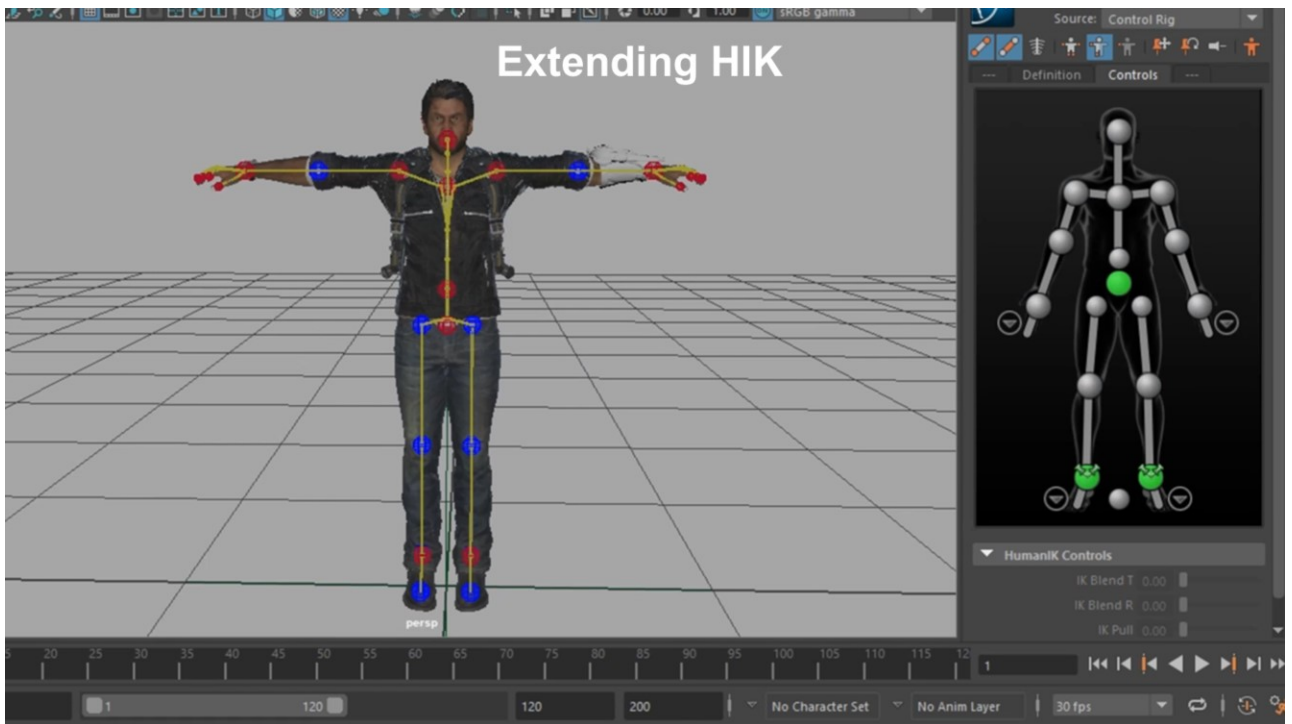 0.00
1.00
sRGB gamma
Extending HIK
Source: Control Rig
--- Definition Controls ---
persp
HumanIK Controls
IK Blend T 0.00
IK Blend R 0.00
IK Pull 0.00
5 20 25 30 35 40 45 50 55 60 65 70 75 80 85 90 95 100 105 110 115 12
1
1 120
120
200
No Character Set
No Anim Layer
30 fps